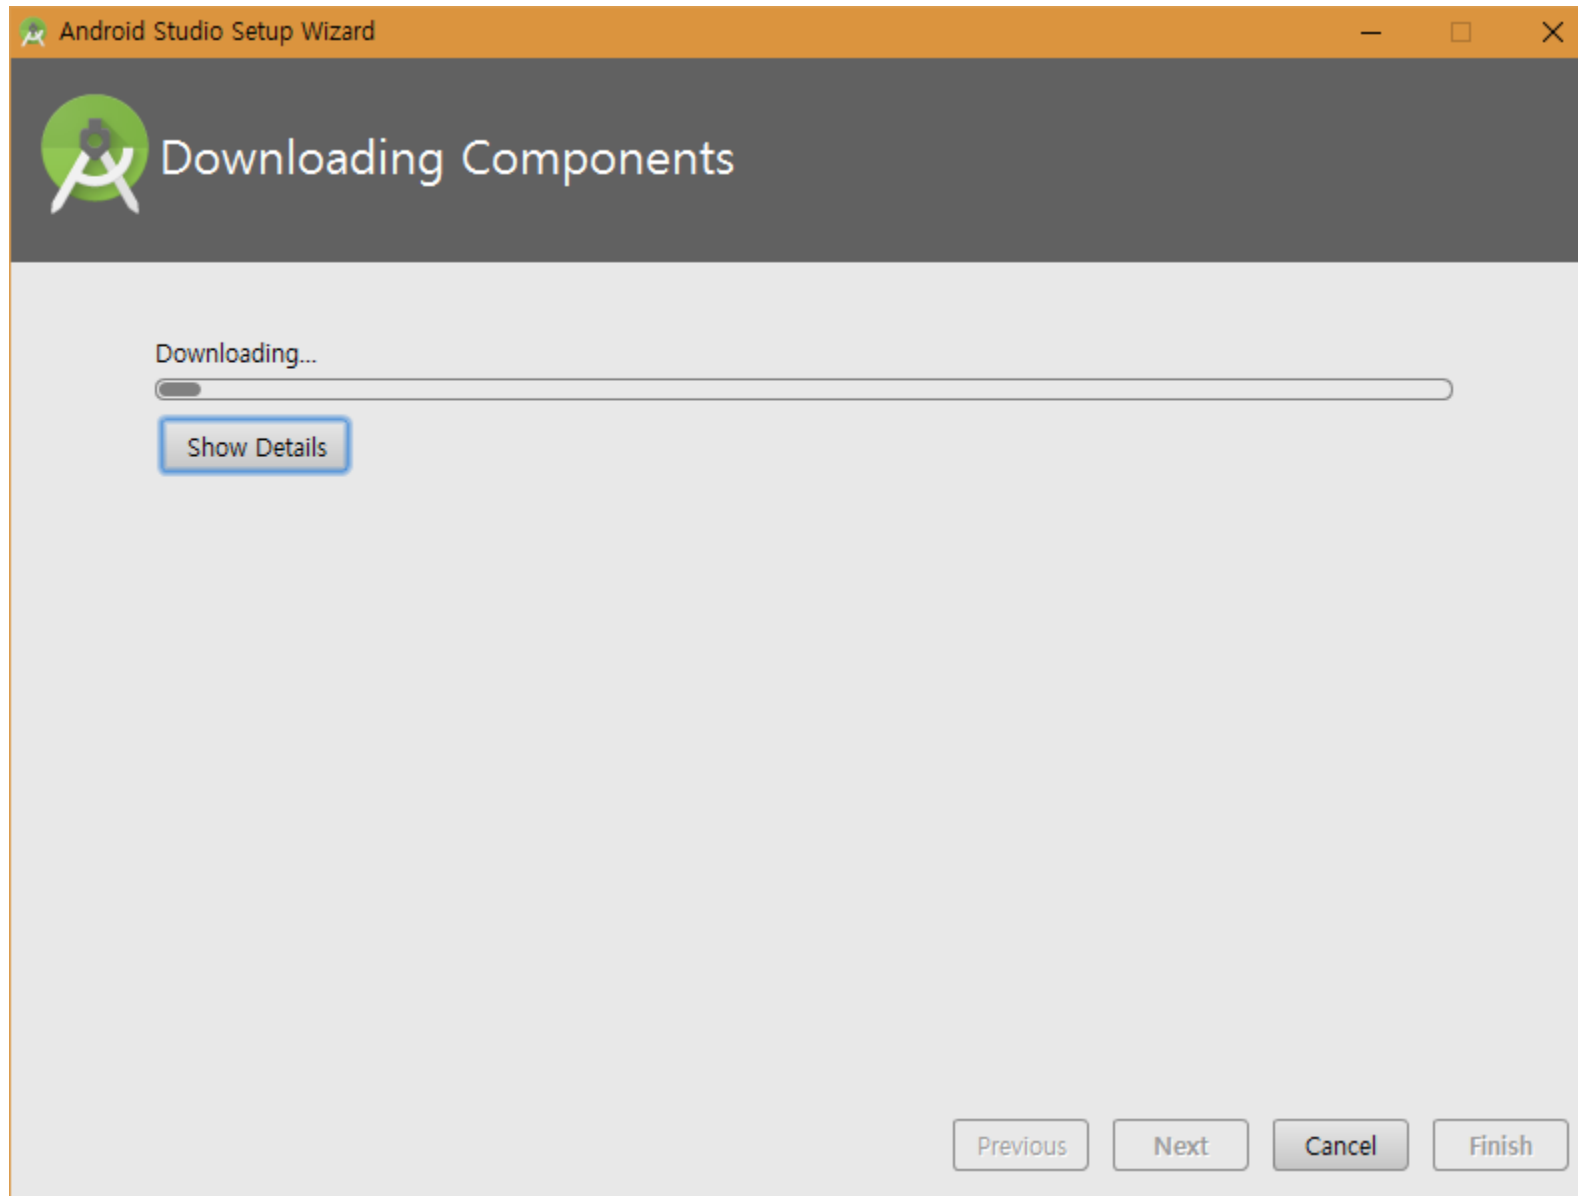 Android Studio Setup Wizard
Downloading Components
Downloading...
Show Details
Previous Next Cancel Finish